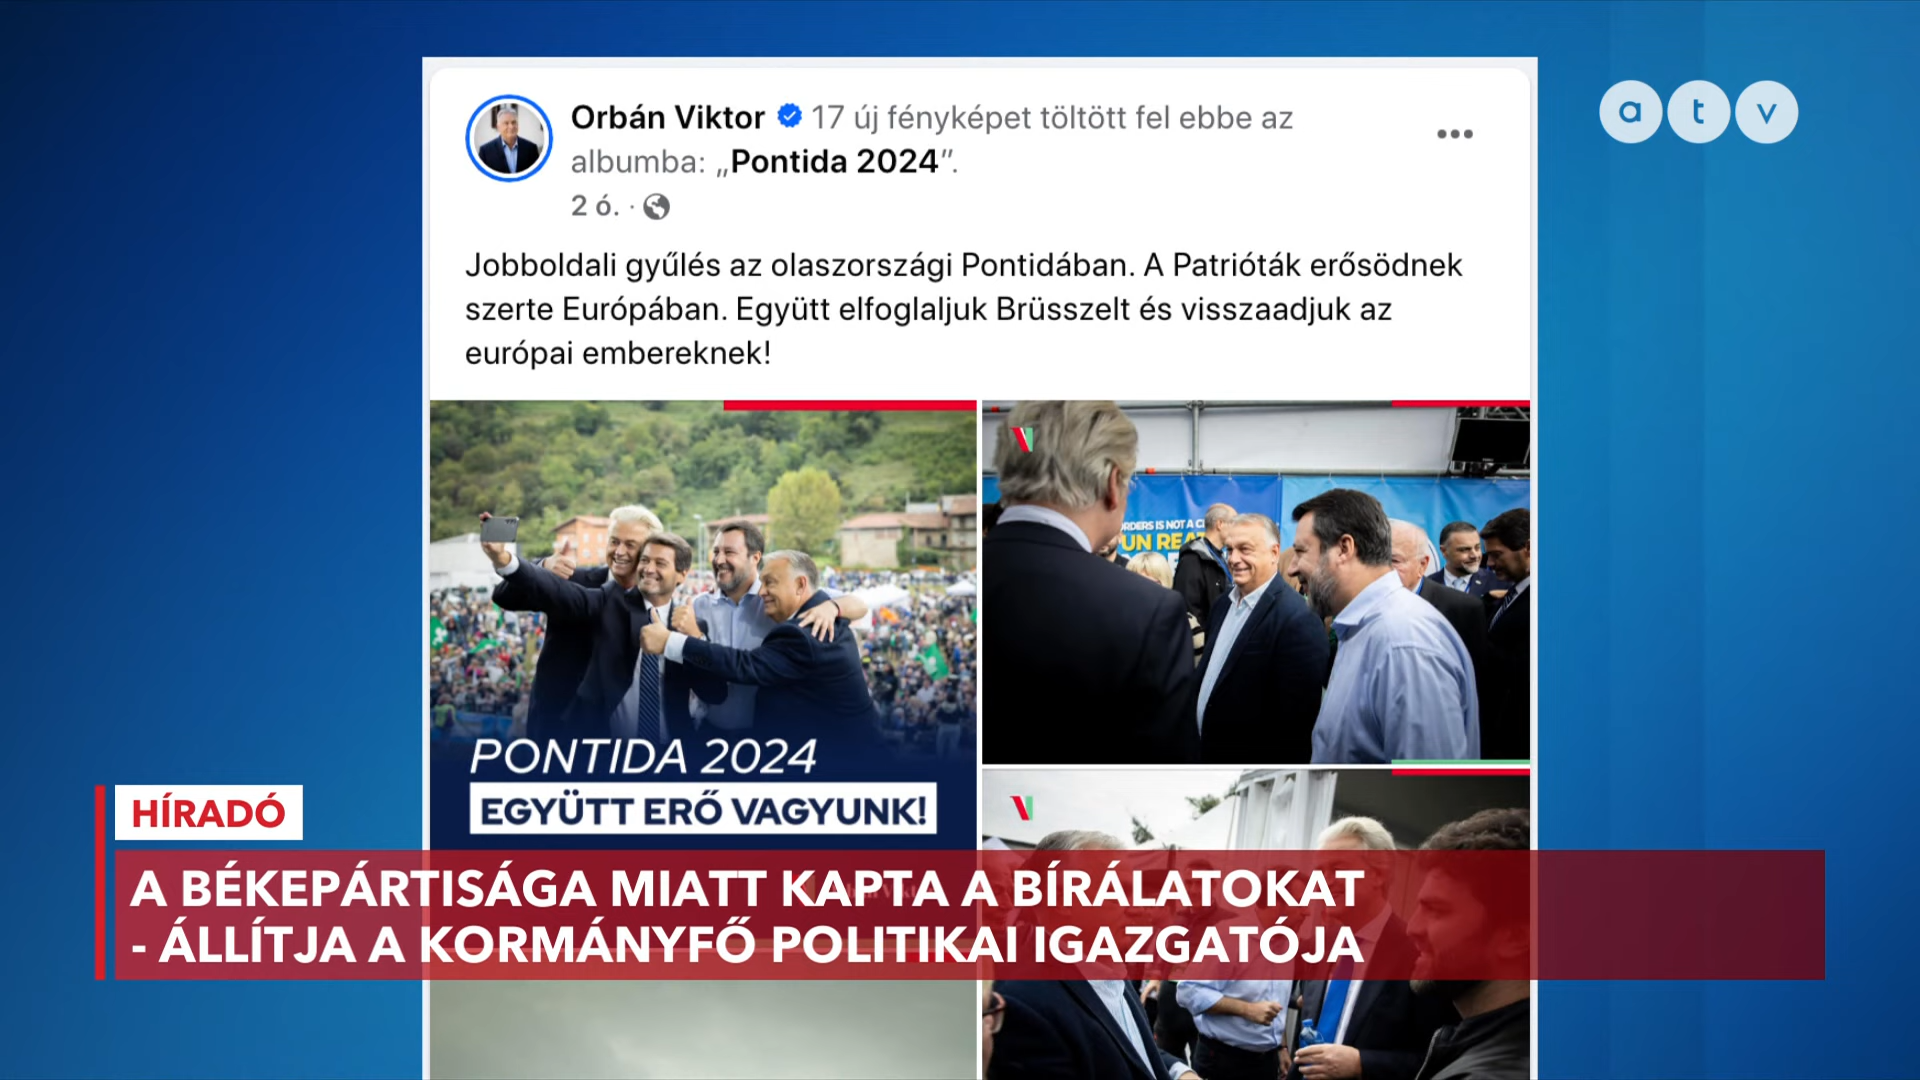 Orbán Viktor 17 új fényképet töltött fel ebbe az
albumba: „Pontida 2024”.
2 ó. ·
atv
Jobboldali gyűlés az olaszországi Pontidában. A Patrióták erősödnek
szerte Európában. Együtt elfoglaljuk Brüsszelt és visszaadjuk az
európai embereknek!
PONTIDA 2024
EGYÜTT ERŐ VAGYUNK!
HÍRADÓ
A BÉKEPÁRTISÁGA MIATT KAPTA A BÍRÁLATOKAT
- ÁLLÍTJA A KORMÁNYFŐ POLITIKAI IGAZGATÓJA